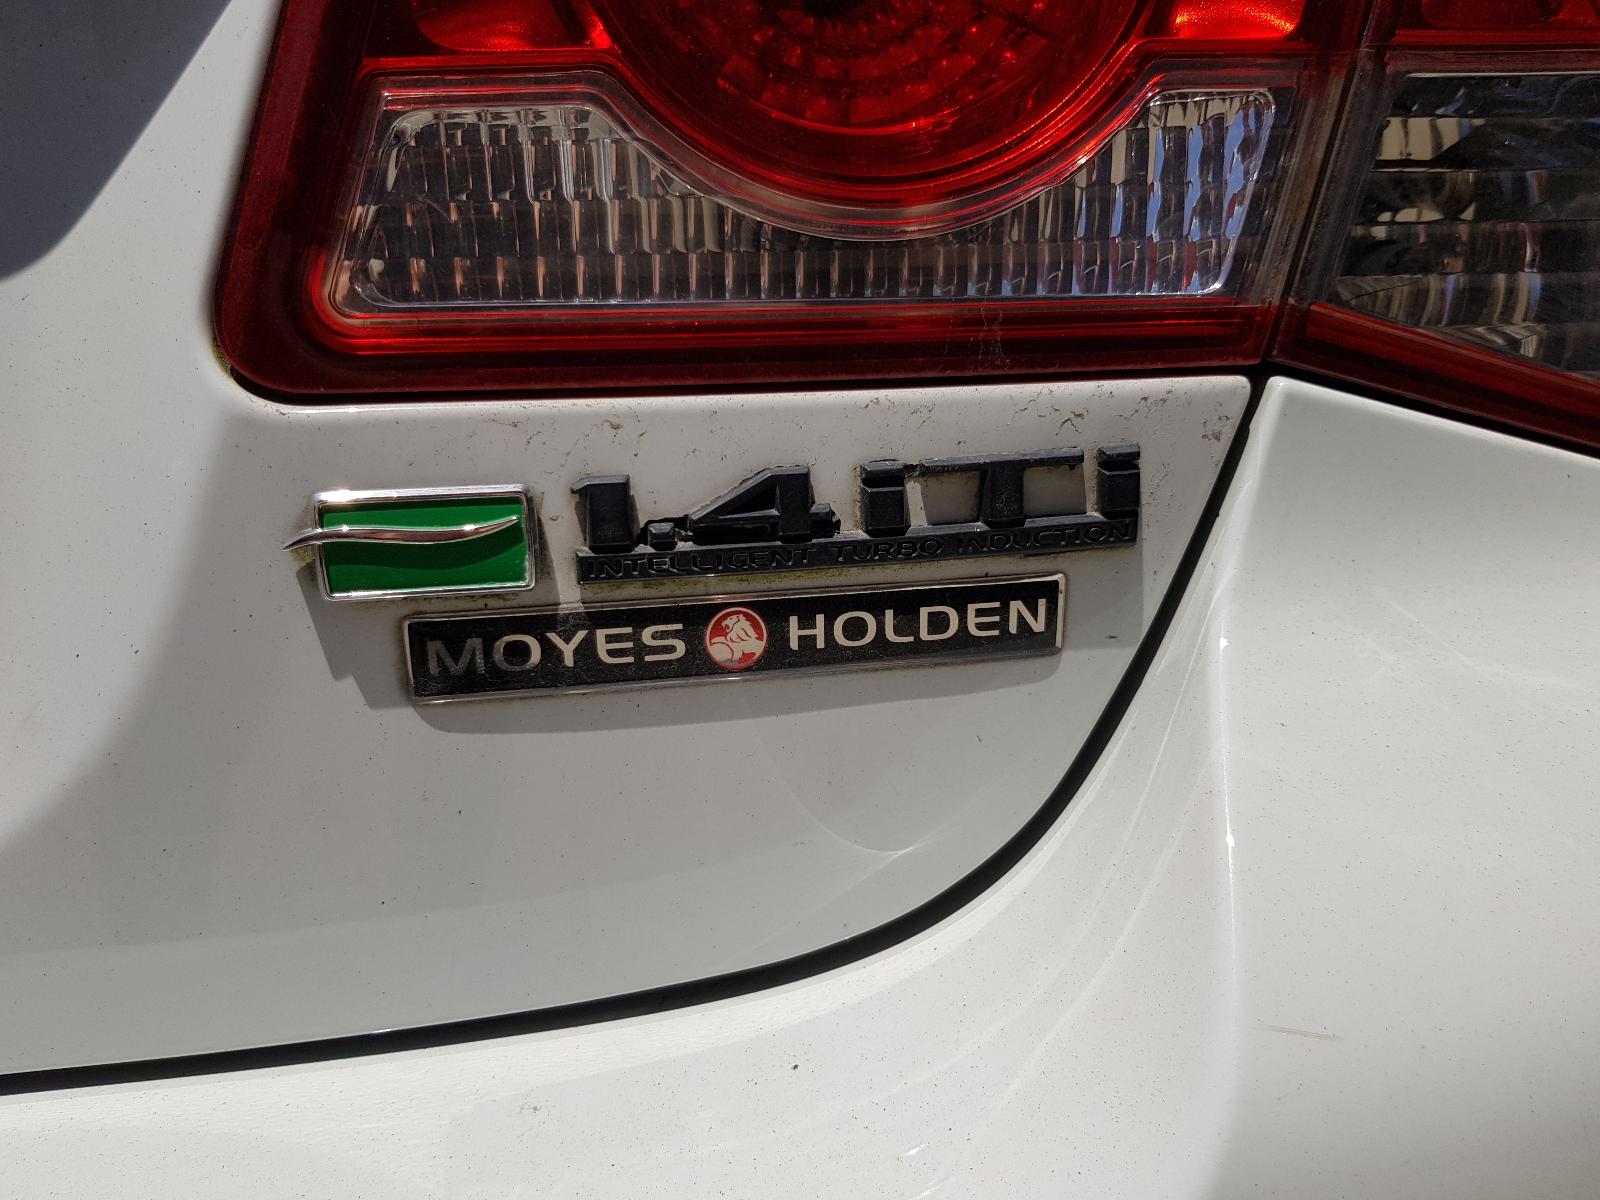 1.4iTi
INTELLIGENT TURBO INDUCTION
MOYES HOLDEN